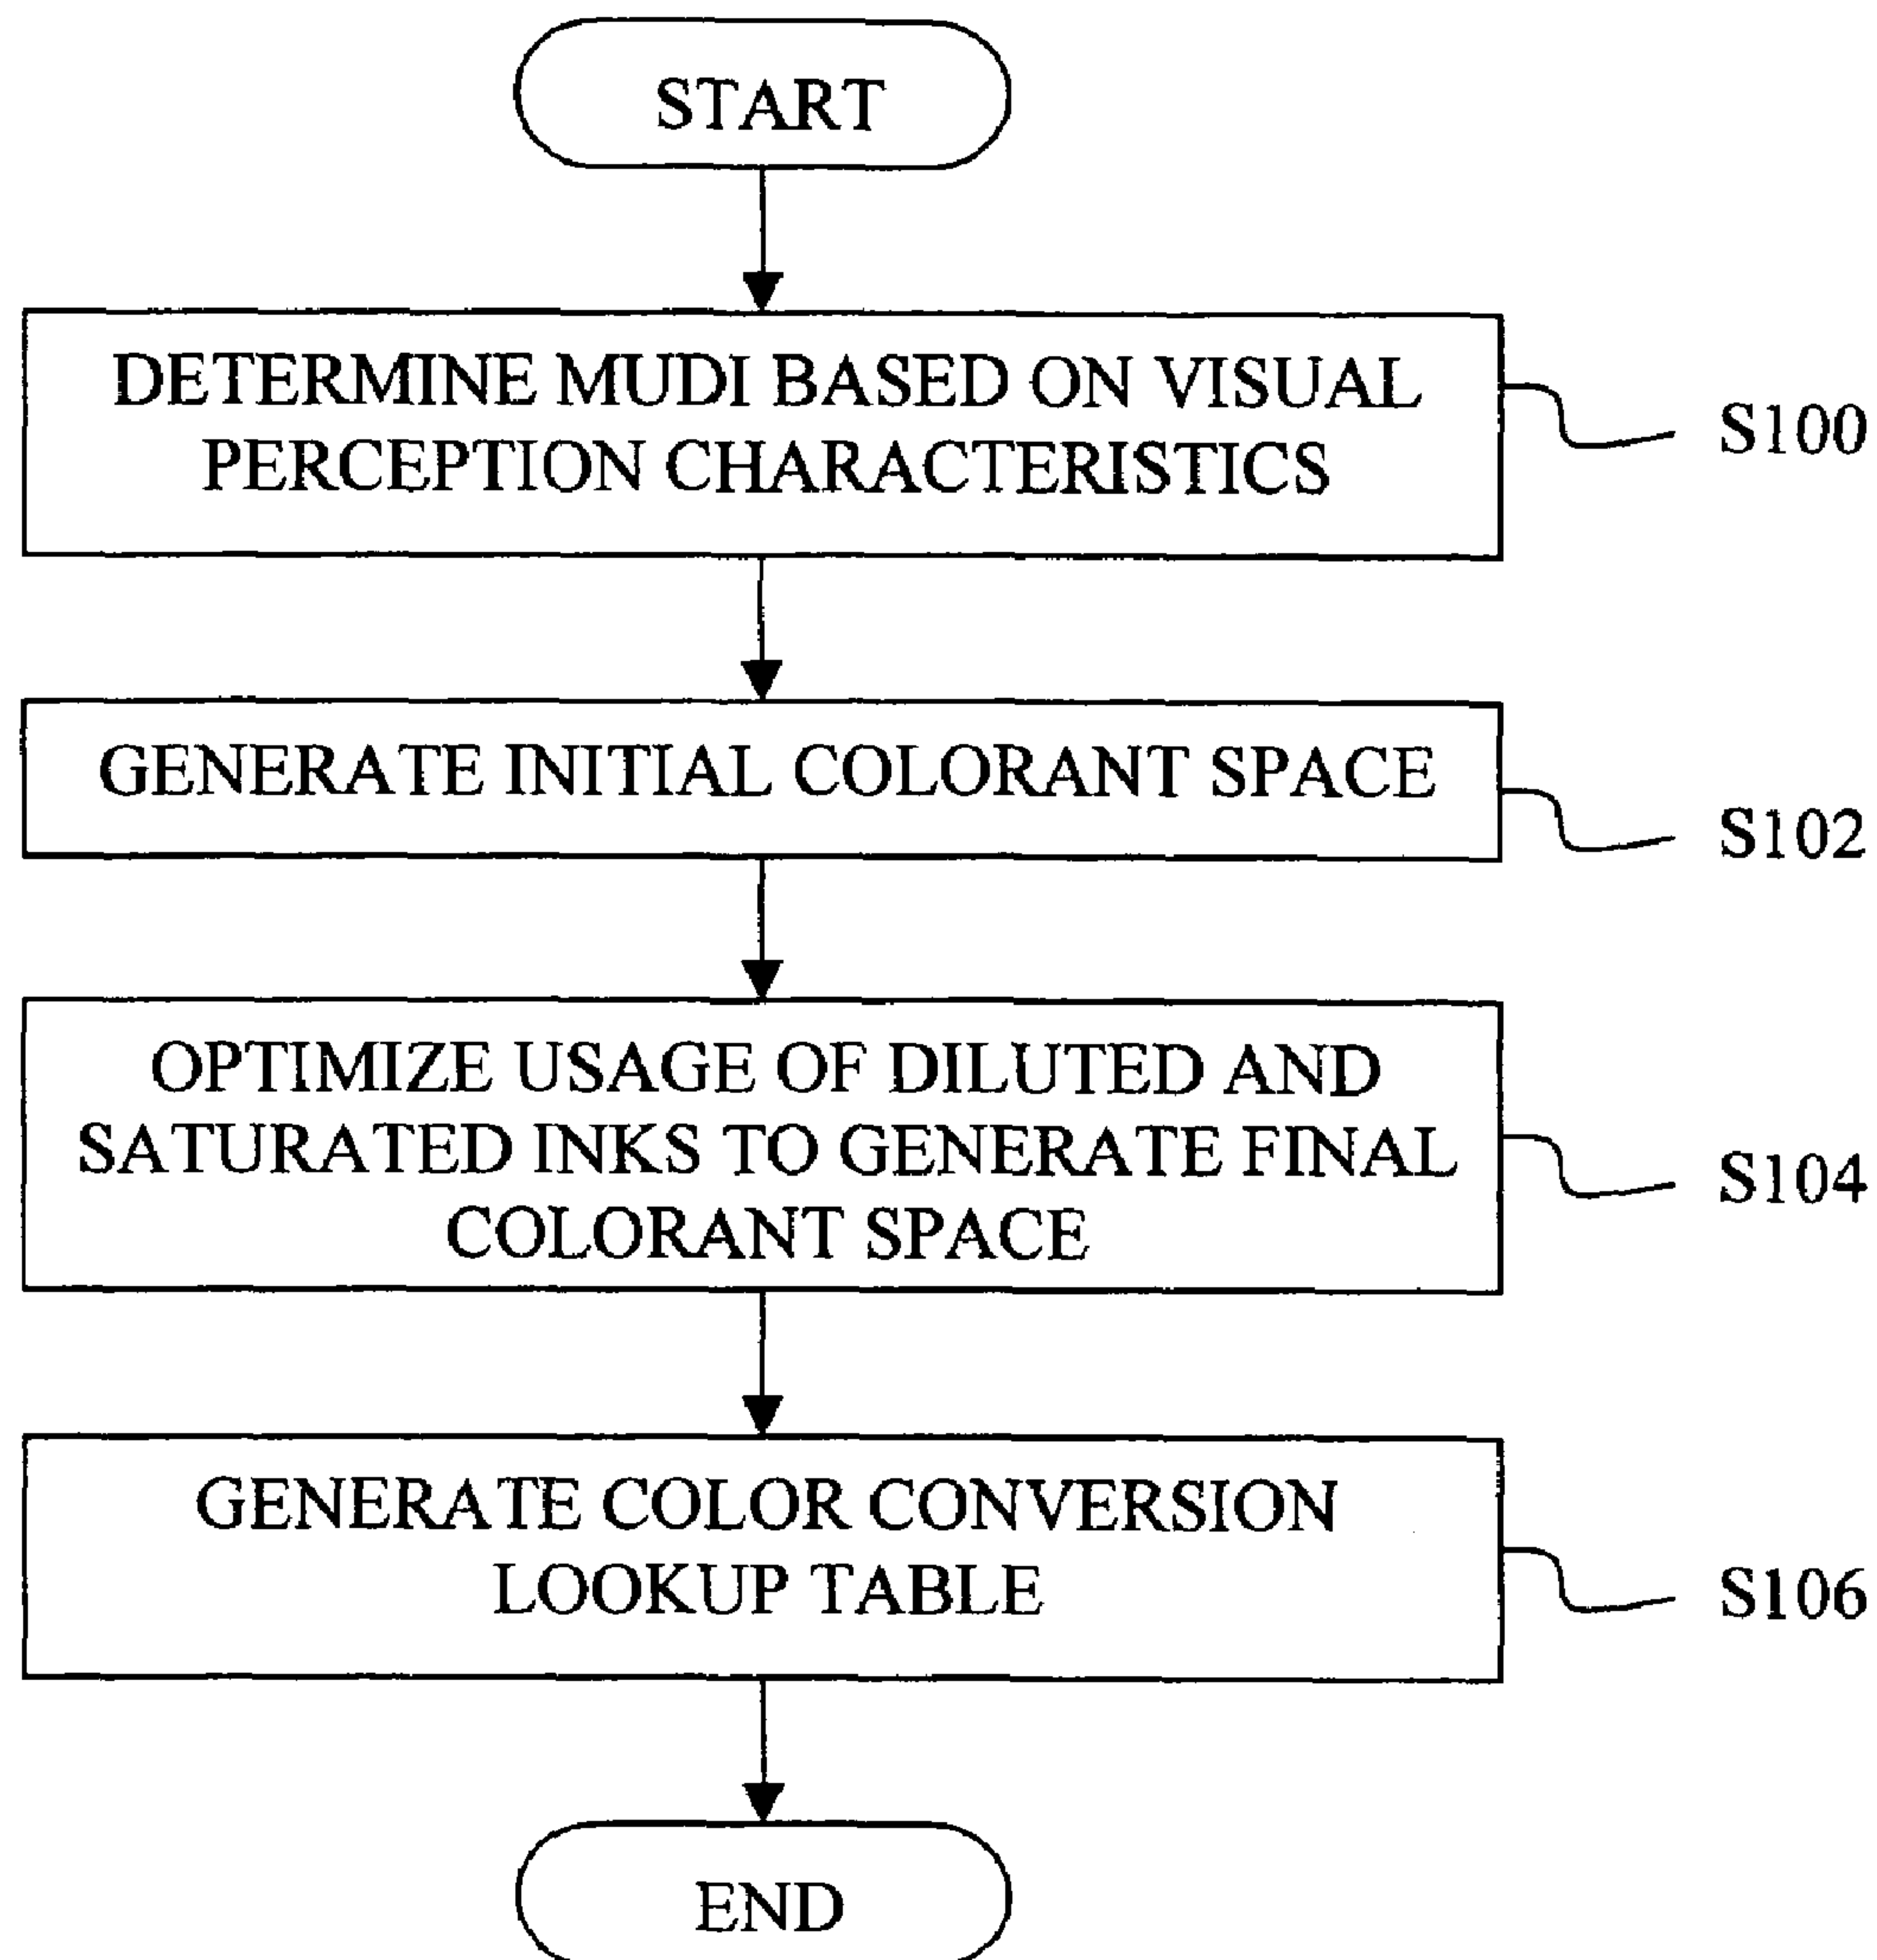 START
DETERMINE MUDI BASED ON VISUAL
PERCEPTION CHARACTERISTICS
S100
GENERATE INITIAL COLORANT SPACE
S102
OPTIMIZE USAGE OF DILUTED AND
SATURATED INKS TO GENERATE FINAL
COLORANT SPACE
S104
GENERATE COLOR CONVERSION
LOOKUP TABLE
S106
END